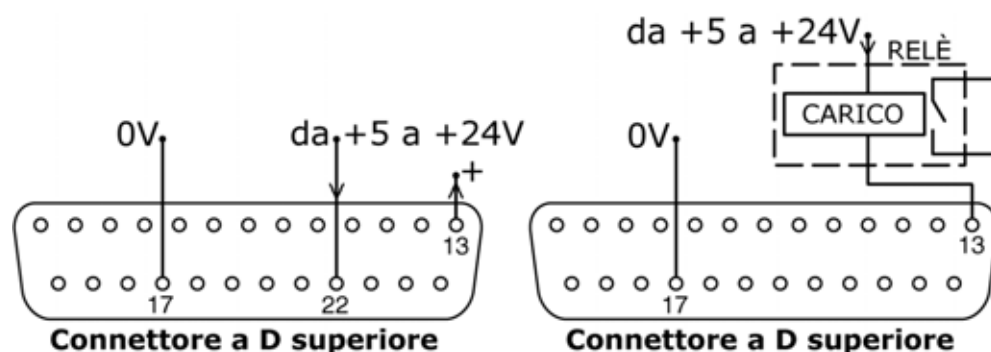 0V
da +5 a +24V
+
13
17
22
Connettore a D superiore
da +5 a +24V
RELÈ
CARICO
0V
13
17
Connettore a D superiore